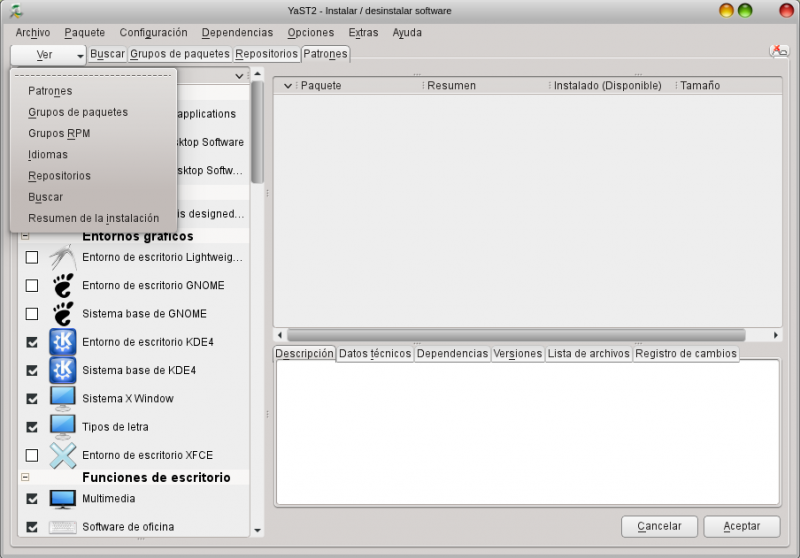 YaST2 - Instalar / desinstalar software
Archivo Paquete Configuración Dependencias Opciones Extras Ayuda
Ver Buscar Grupos de paquetes Repositorios Patrones
Patrones
Grupos de paquetes
Grupos RPM
Idiomas
Repositorios
Buscar
Resumen de la instalación
applications
sktop Software
sktop Softw...
is designed...
Entornos gráficos
Entorno de escritorio Lightweig...
Entorno de escritorio GNOME
Sistema base de GNOME
Entorno de escritorio KDE4
Sistema base de KDE4
Sistema X Window
Tipos de letra
Entorno de escritorio XFCE
Funciones de escritorio
Multimedia
Software de oficina
Paquete Resumen Instalado (Disponible) Tamaño
Descripción Datos técnicos Dependencias Versiones Lista de archivos Registro de cambios
Cancelar Aceptar